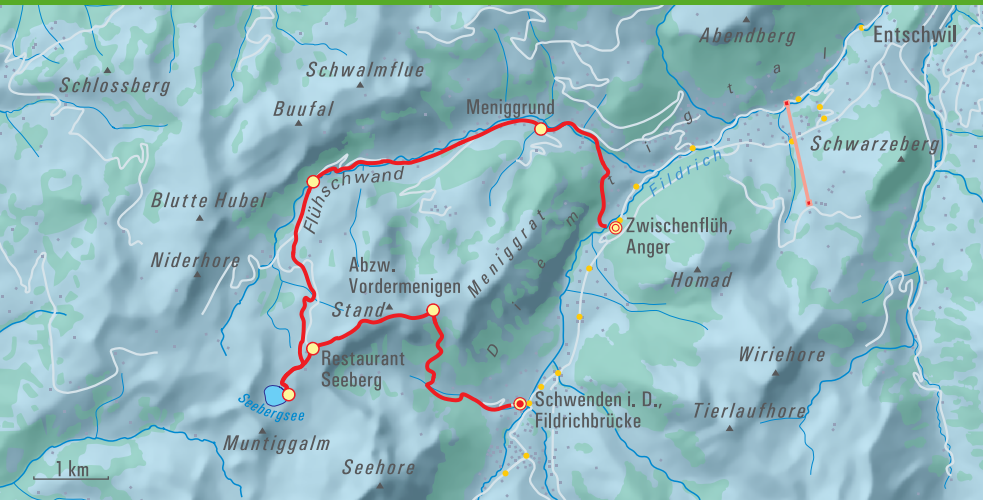 Abendberg
Entschwil
Schwalmflue
Schlossberg
Buufal
Meniggrund
Diemtigtal
Schwarzeberg
Fildrich
Flühschwand
Blutte Hubel
Meniggrat
Zwischenflüh,
Anger
Niderhore
Abzw.
Vordermenigen
Homad
Stand
Restaurant
Seeberg
Wiriehore
Seebergsee
Schwenden i. D.,
Fildrichbrücke
Tierlaufhore
Muntiggalm
Seehore
1 km